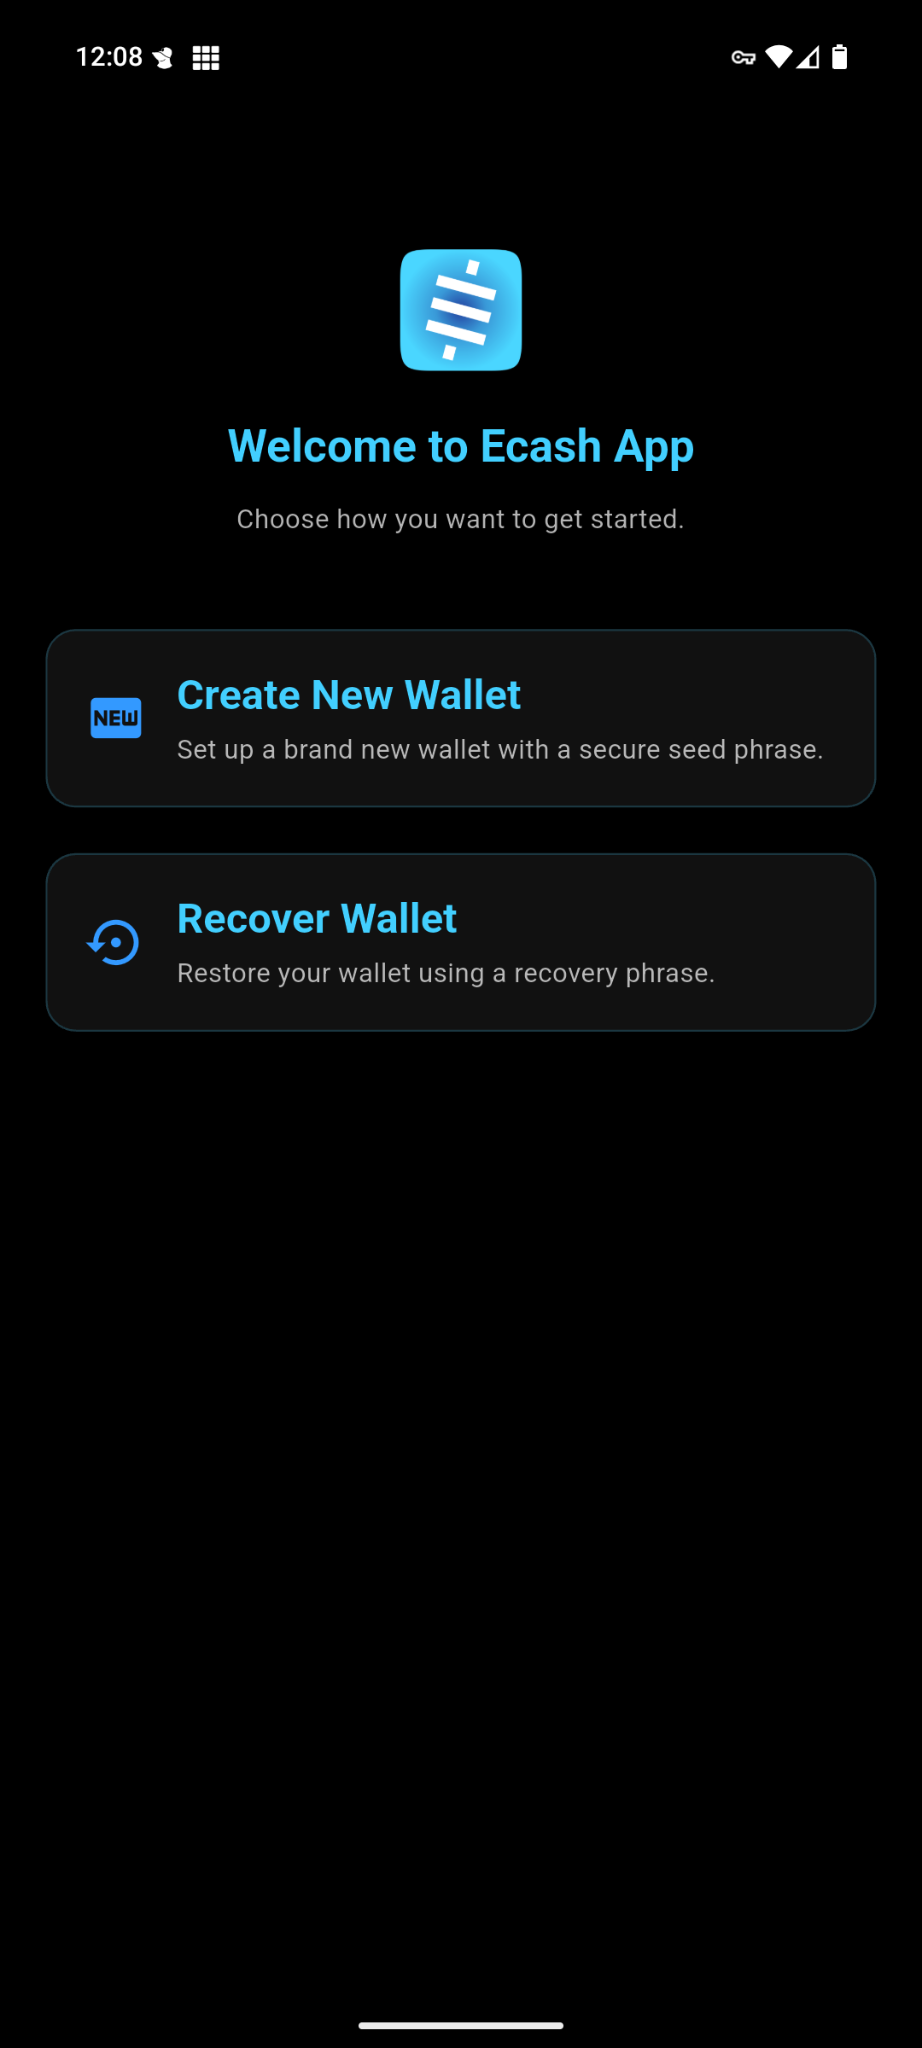 12:08
Welcome to Ecash App
Choose how you want to get started.
NEW
Create New Wallet
Set up a brand new wallet with a secure seed phrase.
Recover Wallet
Restore your wallet using a recovery phrase.